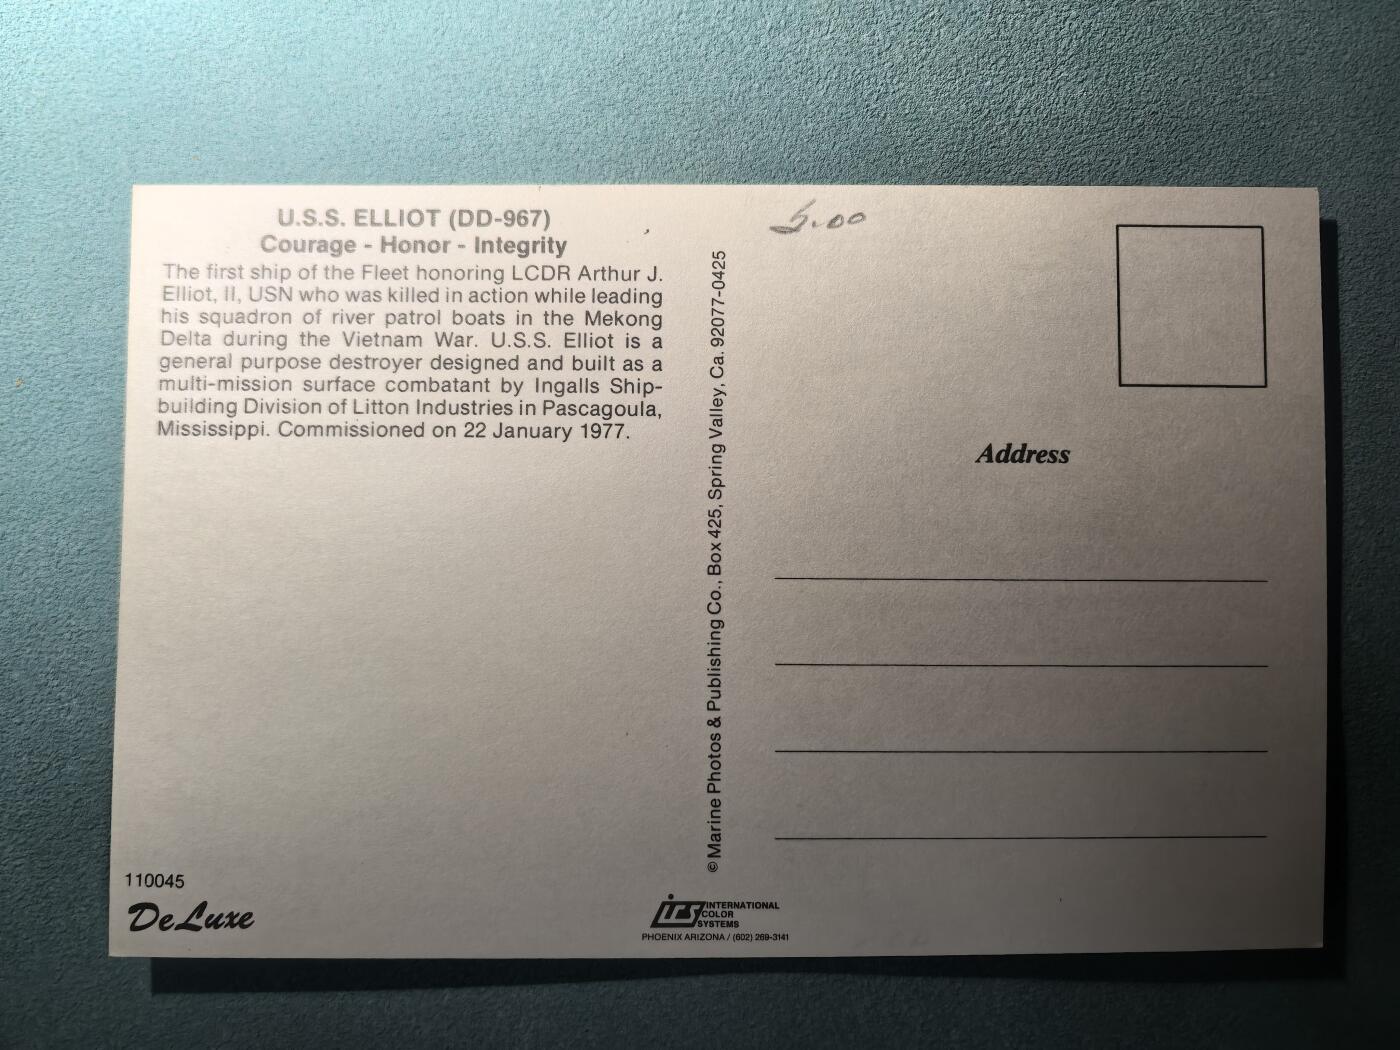 U.S.S. ELLIOT (DD-967)
Courage - Honor - Integrity
The first ship of the Fleet honoring LCDR Arthur J.
Elliot, II, USN who was killed in action while leading
his squadron of river patrol boats in the Mekong
Delta during the Vietnam War. U.S.S. Elliot is a
general purpose destroyer designed and built as a
multi-mission surface combatant by Ingalls Ship-
building Division of Litton Industries in Pascagoula,
Mississippi. Commissioned on 22 January 1977.
110045
DeLuxe
©Marine Photos & Publishing Co., Box 425, Spring Valley, Ca. 92077-0425
ICS INTERNATIONAL
COLOR
SYSTEMS
PHOENIX ARIZONA / (602) 269-3141
5.00
Address